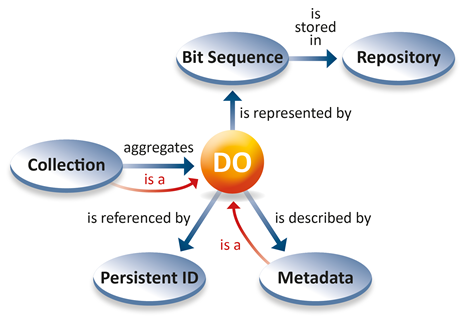 is
stored
in
Bit Sequence
Repository
is represented by
aggregates
DO
Collection
is a
is referenced by
is described by
is a
Persistent ID
Metadata